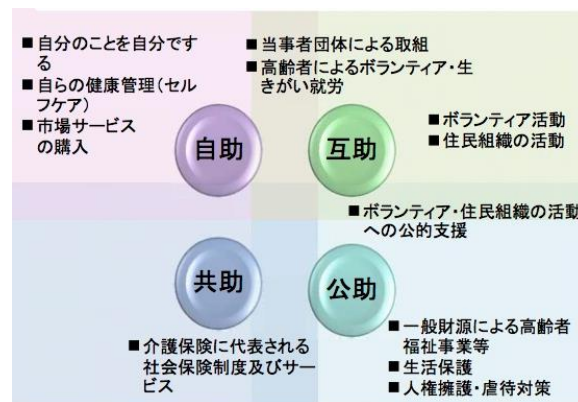 ■自分のことを自分です
る
■自らの健康管理(セル
フケア)
■市場サービス
の購入
■当事者団体による取組
■高齢者によるボランティア・生
きがい就労
■ボランティア活動
■住民組織の活動
自助
互助
■ボランティア・住民組織の活動
への公的支援
共助
公助
■介護保険に代表される
社会保険制度及びサー
ビス
■一般財源による高齢者
福祉事業等
■生活保護
■人権擁護・虐待対策